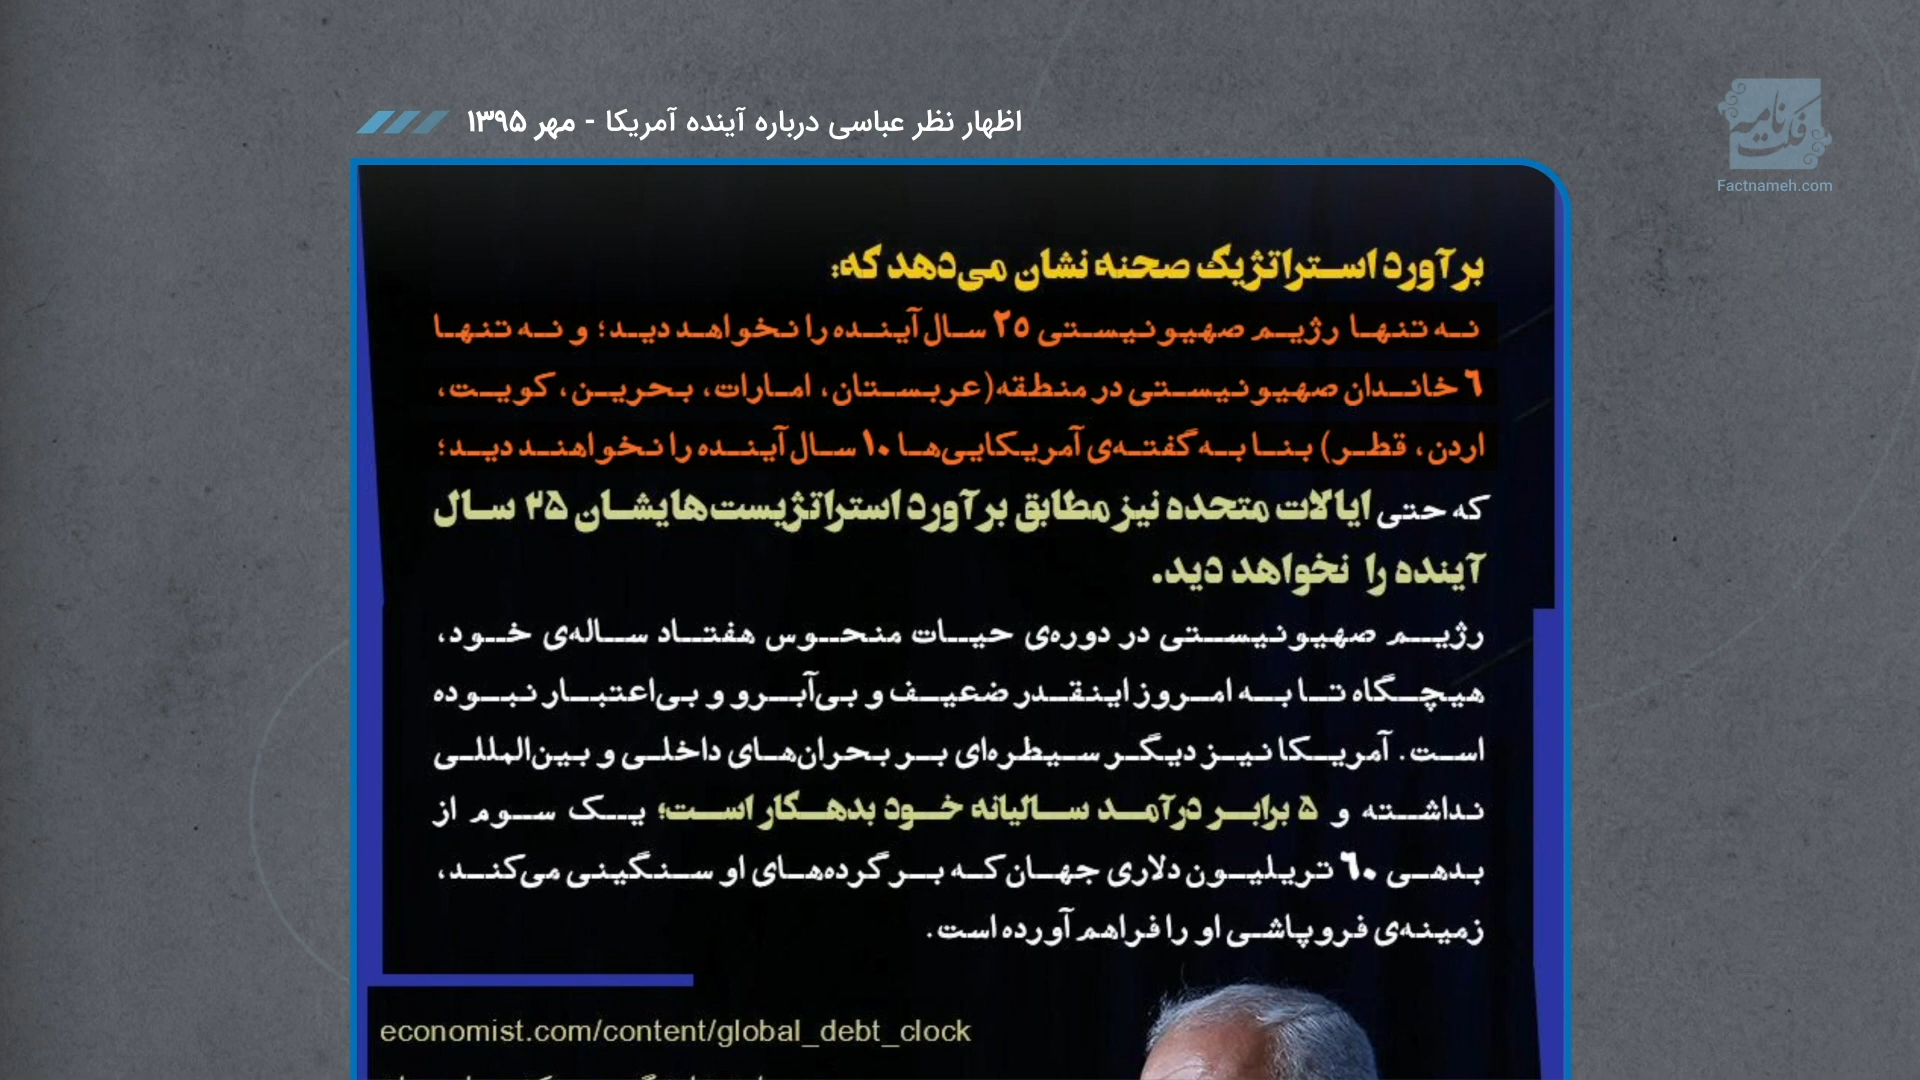 اظهار نظر عباسی درباره آینده آمریکا - مهر ۱۳۹۵
فکت‌نامه
Factnameh.com
برآورد استراتژیک صحنه نشان می‌دهد که:
نه تنها رژیم صهیونیستی ۲۵ سال آینده را نخواهد دید؛ و نه تنها
۶ خاندان صهیونیستی در منطقه(عربستان، امارات، بحرین، کویت،
اردن، قطر) بنا به گفته‌ی آمریکایی‌ها ۱۰ سال آینده را نخواهند دید؛
که حتی ایالات متحده نیز مطابق برآورد استراتژیست‌هایشان ۲۵ سال
آینده را نخواهد دید.
رژیم صهیونیستی در دوره‌ی حیات منحوس هفتاد ساله‌ی خود،
هیچگاه تا به امروز اینقدر ضعیف و بی‌آبرو و بی‌اعتبار نبوده
است. آمریکا نیز دیگر سیطره‌ای بر بحران‌های داخلی و بین‌المللی
نداشته و ۵ برابر درآمد سالیانه خود بدهکار است؛ یک سوم از
بدهی ۶۰ تریلیون دلاری جهان که بر گرده‌های او سنگینی می‌کند،
زمینه‌ی فروپاشی او را فراهم آورده است.
economist.com/content/global_debt_clock